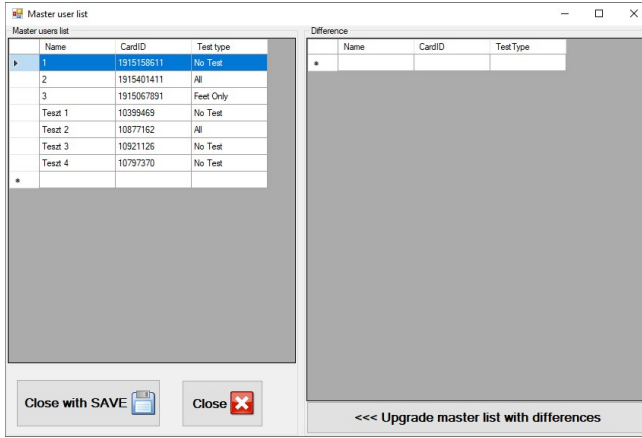 Master user list
Master users list
Name CardID Test type
1 1915158611 No Test
2 1915401411 All
3 1915067891 Feet Only
Teszt 1 10399469 No Test
Teszt 2 10877162 All
Teszt 3 10921126 No Test
Teszt 4 10797370 No Test
Difference
Name CardID TestType
Close with SAVE
Close
<<< Upgrade master list with differences